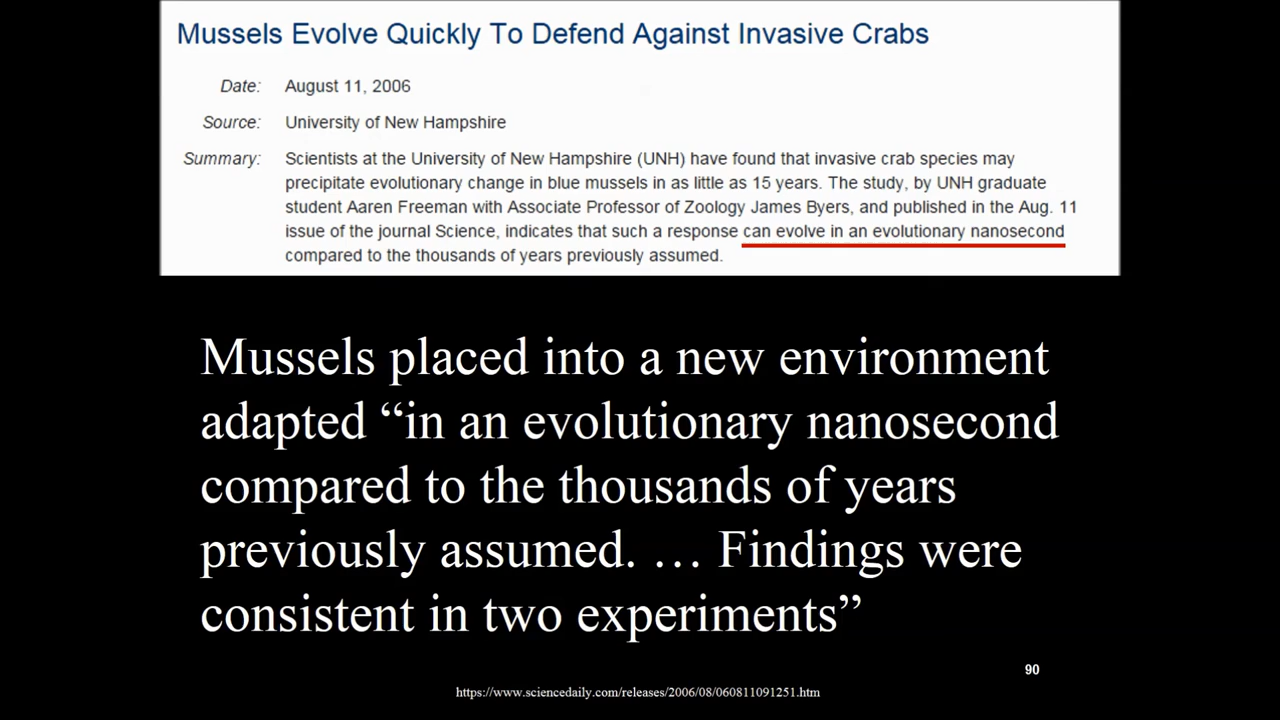 Mussels Evolve Quickly To Defend Against Invasive Crabs
Date: August 11, 2006
Source: University of New Hampshire
Summary: Scientists at the University of New Hampshire (UNH) have found that invasive crab species may
precipitate evolutionary change in blue mussels in as little as 15 years. The study, by UNH graduate
student Aaren Freeman with Associate Professor of Zoology James Byers, and published in the Aug. 11
issue of the journal Science, indicates that such a response can evolve in an evolutionary nanosecond
compared to the thousands of years previously assumed.
Mussels placed into a new environment
adapted “in an evolutionary nanosecond
compared to the thousands of years
previously assumed. … Findings were
consistent in two experiments”
90
https://www.sciencedaily.com/releases/2006/08/060811091251.htm